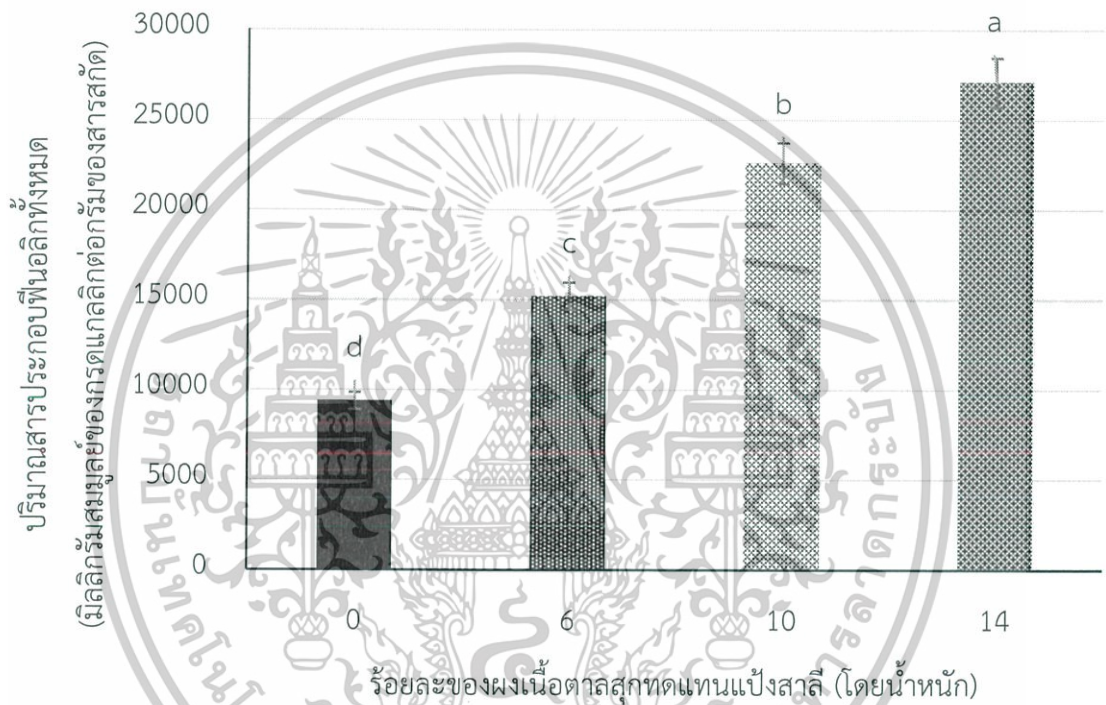 ปริมาณสารประกอบฟีนอลิกทั้งหมด
(มิลลิกรัมสมมูลย์ของกรดแกลลิกต่อกรัมของสารสกัด)
30000
25000
20000
15000
10000
5000
0
d
c
b
a
0 6 10 14
ร้อยละของผงเนื้อตาลสุกทดแทนแป้งสาลี (โดยน้ำหนัก)